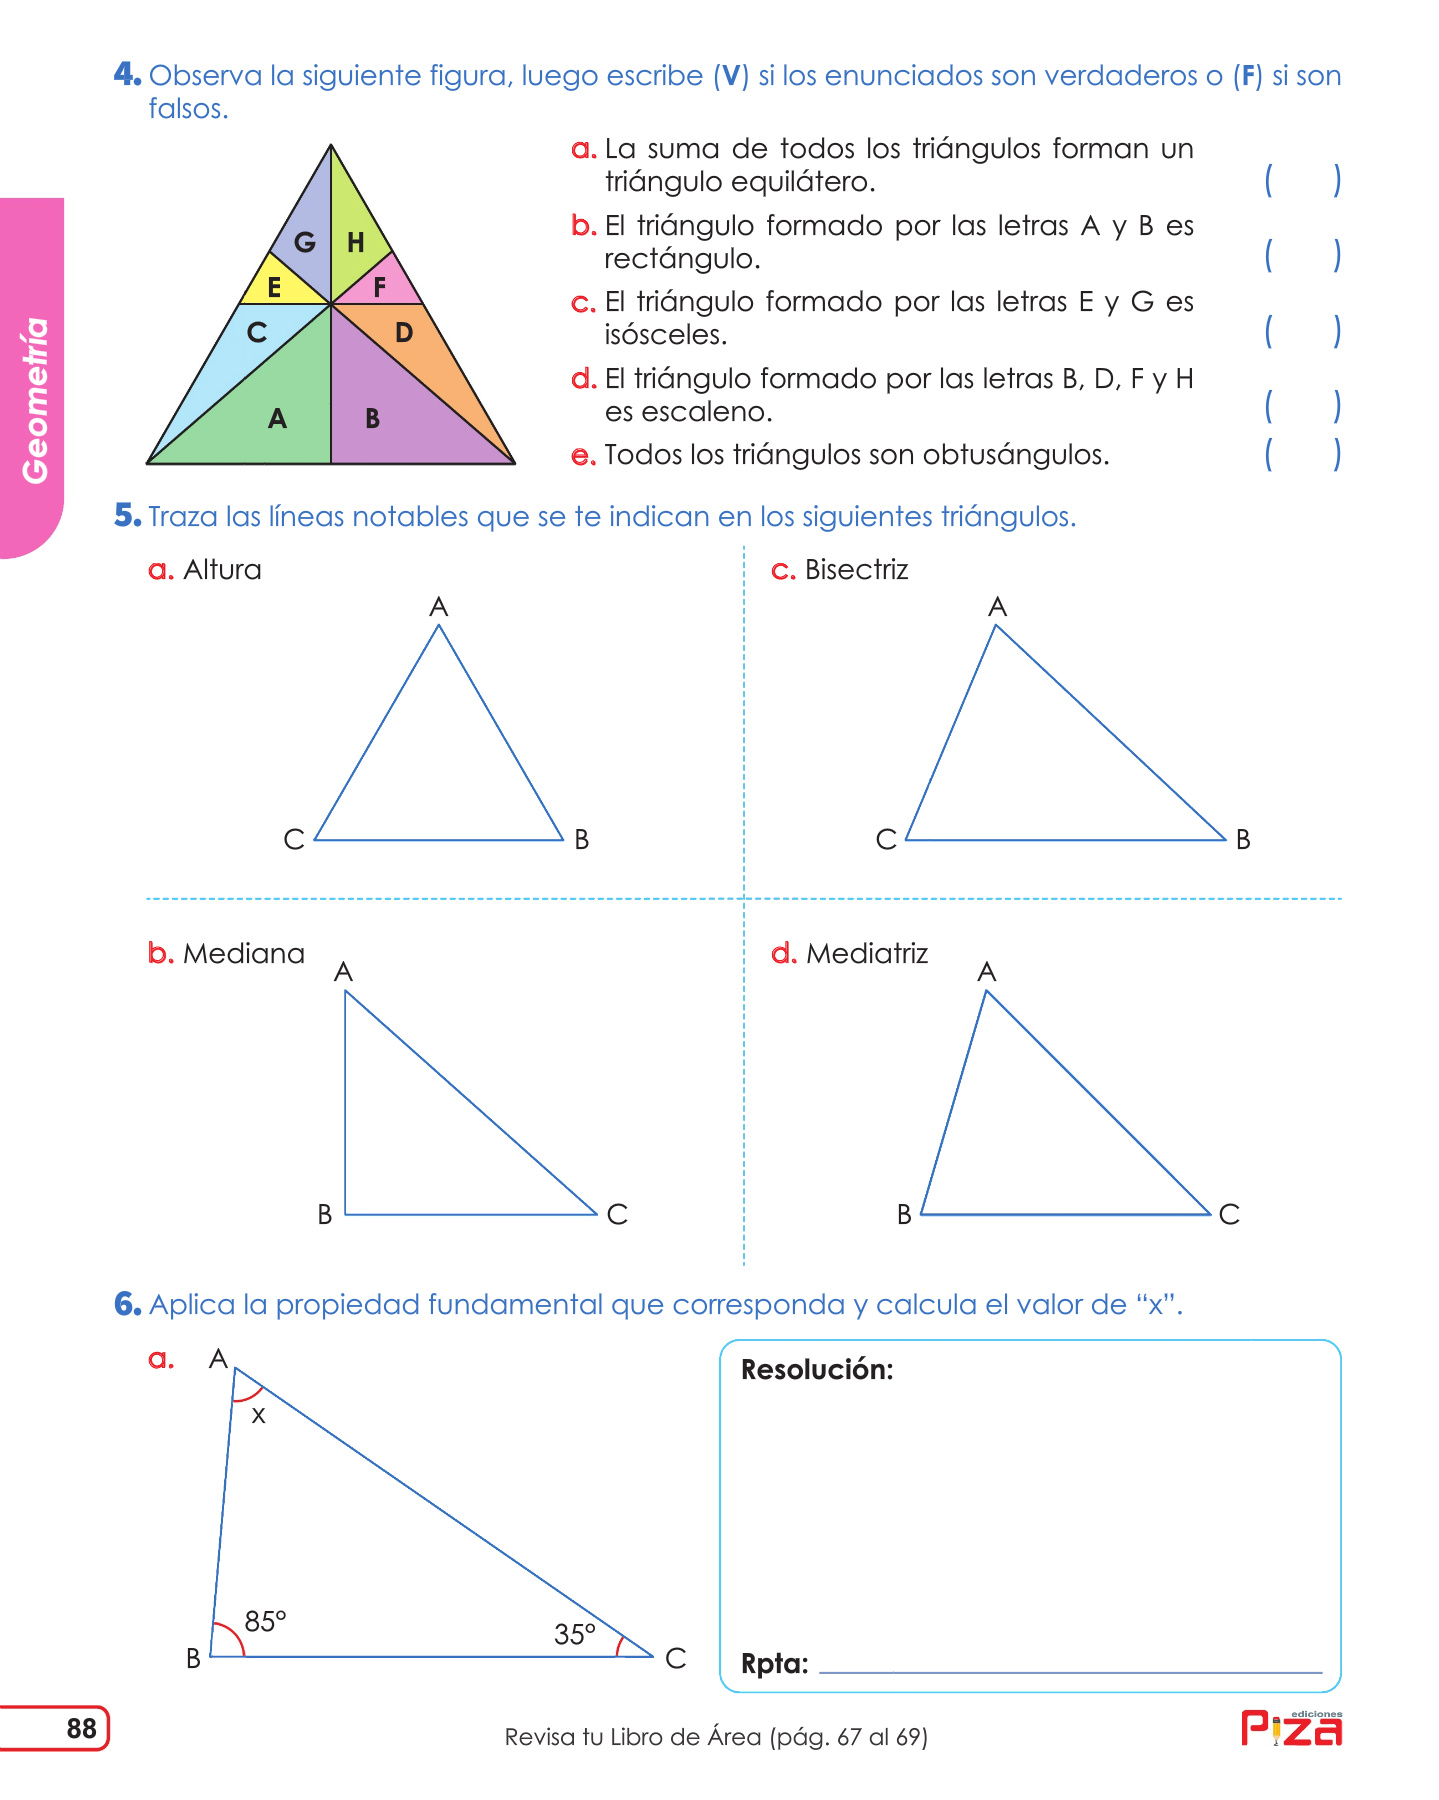 4. Observa la siguiente figura, luego escribe (V) si los enunciados son verdaderos o (F) si son
falsos.
a. La suma de todos los triángulos forman un
triángulo equilátero. ( )
b. El triángulo formado por las letras A y B es
rectángulo. ( )
c. El triángulo formado por las letras E y G es
isósceles. ( )
d. El triángulo formado por las letras B, D, F y H
es escaleno. ( )
e. Todos los triángulos son obtusángulos. ( )
G H
E F
C D
A B
Geometría
5. Traza las líneas notables que se te indican en los siguientes triángulos.
a. Altura
A
C B
c. Bisectriz
A
C B
b. Mediana
A
B C
d. Mediatriz
A
B C
6. Aplica la propiedad fundamental que corresponda y calcula el valor de “x”.
a. A
x
85°
35°
B C
Resolución:
Rpta:
88
Revisa tu Libro de Área (pág. 67 al 69)
ediciones
Piza